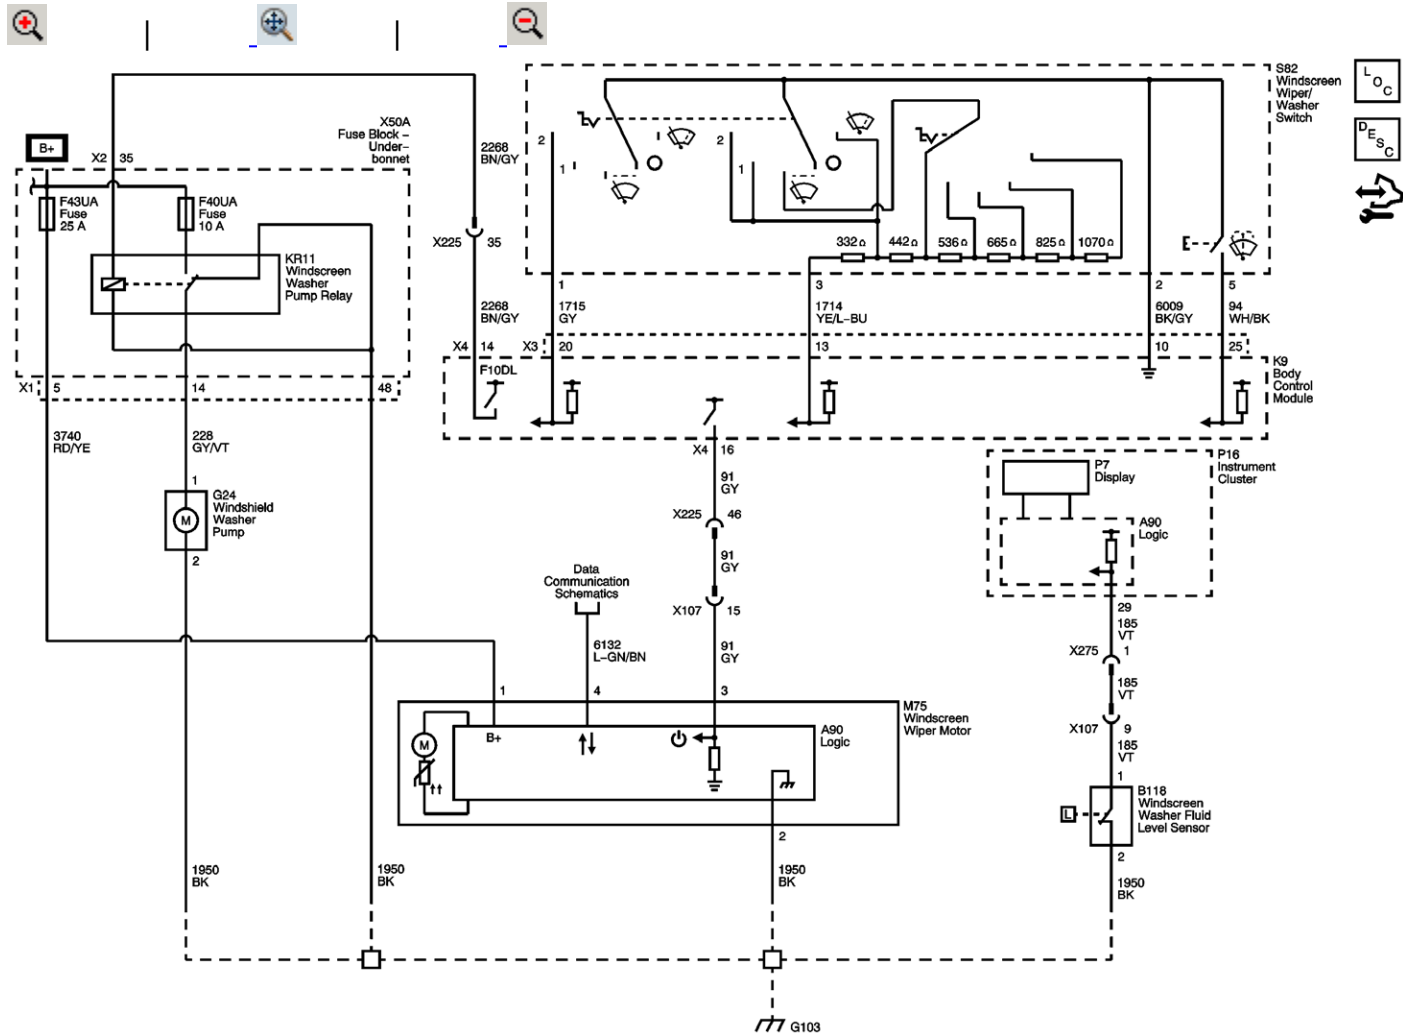 S82
Windscreen
Wiper/
Washer
Switch
L
O
C
D
E
S
C
X50A
Fuse Block –
Under–
bonnet
B+
X2 35
2268
BN/GY
2
1
2
1
F43UA
Fuse
25 A
F40UA
Fuse
10 A
X225 35
332 Ω 442 Ω 536 Ω 665 Ω 825 Ω 1070 Ω
KR11
Windscreen
Washer
Pump Relay
1
3
2
5
2268
BN/GY
1715
GY
1714
YE/L–BU
6009
BK/GY
94
WH/BK
X4 14
X3 20
13
10
25
F10DL
K9
Body
Control
Module
X1 5
14
48
3740
RD/YE
228
GY/VT
X4 16
P16
Instrument
Cluster
P7
Display
91
GY
1
G24
Windshield
Washer
Pump
M
2
X225 46
A90
Logic
91
GY
Data
Communication
Schematics
X107 15
29
185
VT
6132
L–GN/BN
91
GY
X275 1
185
VT
1
4
3
M75
Windscreen
Wiper Motor
B+
A90
Logic
M
X107 9
185
VT
1
B118
Windscreen
Washer Fluid
Level Sensor
L
2
2
1950
BK
1950
BK
1950
BK
1950
BK
G103